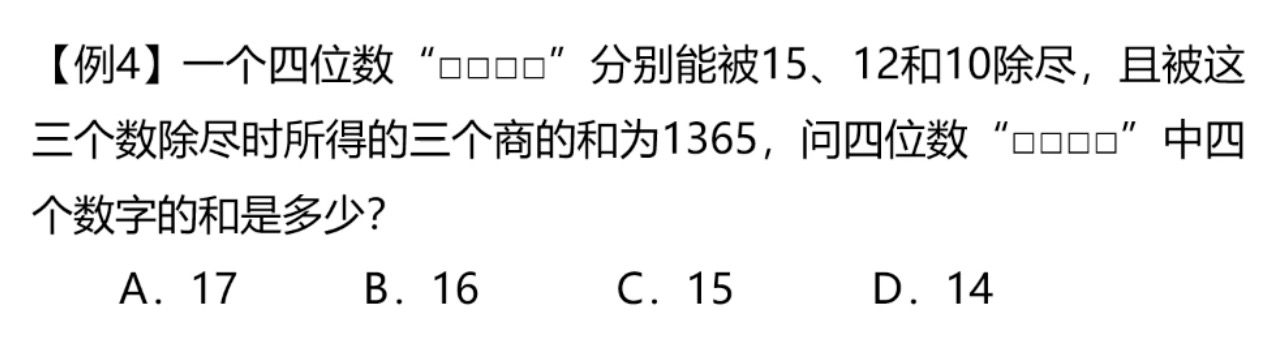 【例4】一个四位数“□□□□”分别能被15、12和10除尽，且被这
三个数除尽时所得的三个商的和为1365，问四位数“□□□□”中四
个数字的和是多少？
A．17 B．16 C．15 D．14